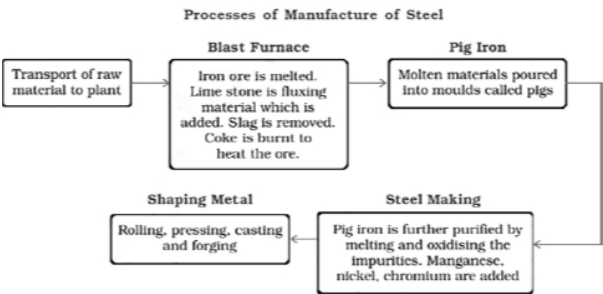 Processes of Manufacture of Steel
Blast Furnace
Pig Iron
Transport of raw
material to plant
Iron ore is melted.
Lime stone is fluxing
material which is
added. Slag is removed.
Coke is burnt to
heat the ore.
Molten materials poured
into moulds called pigs
Shaping Metal
Steel Making
Rolling, pressing, casting
and forging
Pig iron is further purified by
melting and oxidising the
impurities. Manganese,
nickel, chromium are added